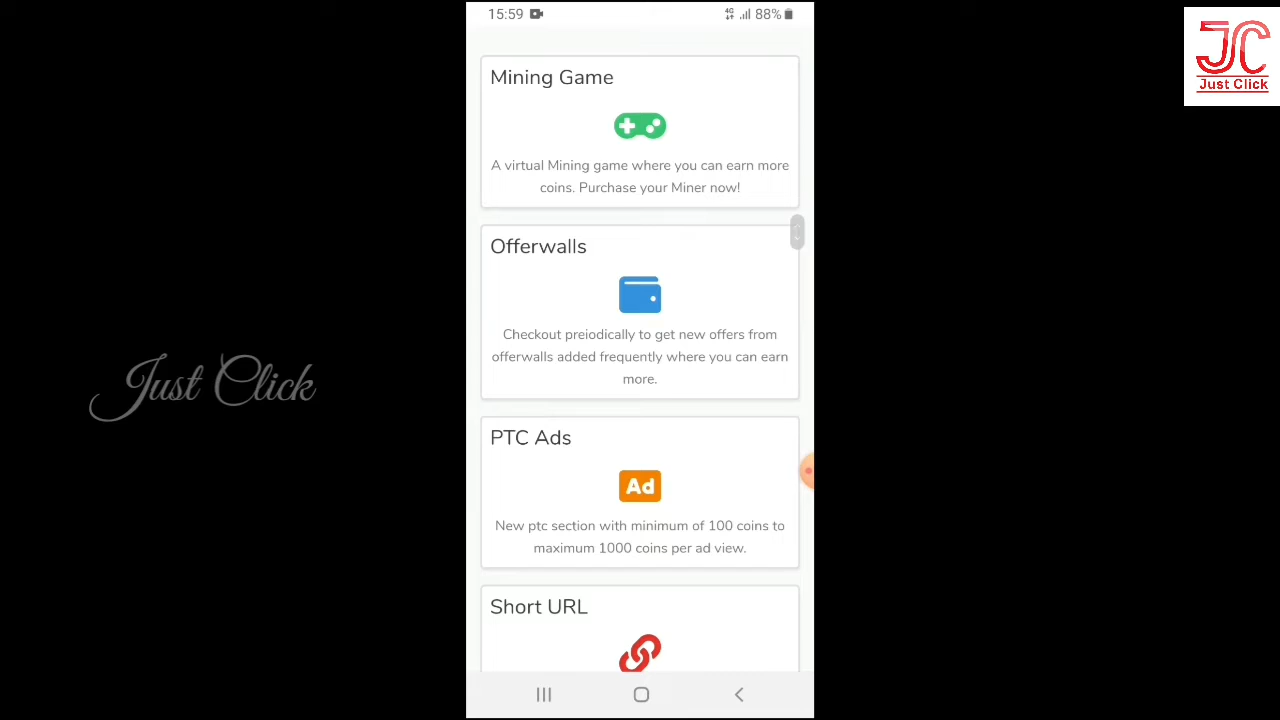 15:59
4G
88%
JC
Just Click
Mining Game
A virtual Mining game where you can earn more
coins. Purchase your Miner now!
Offerwalls
Checkout preiodically to get new offers from
offerwalls added frequently where you can earn
more.
Just Click
PTC Ads
Ad
New ptc section with minimum of 100 coins to
maximum 1000 coins per ad view.
Short URL